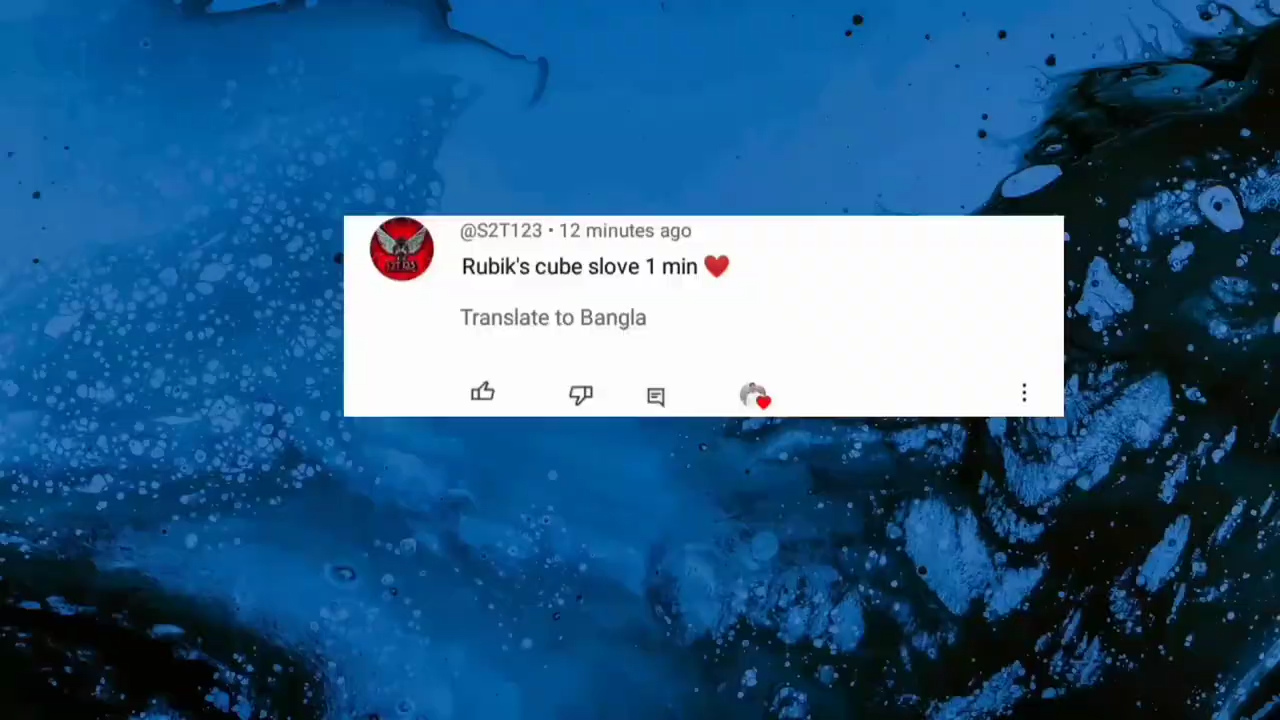 @S2T123 • 12 minutes ago
Rubik's cube slove 1 min ❤️
Translate to Bangla